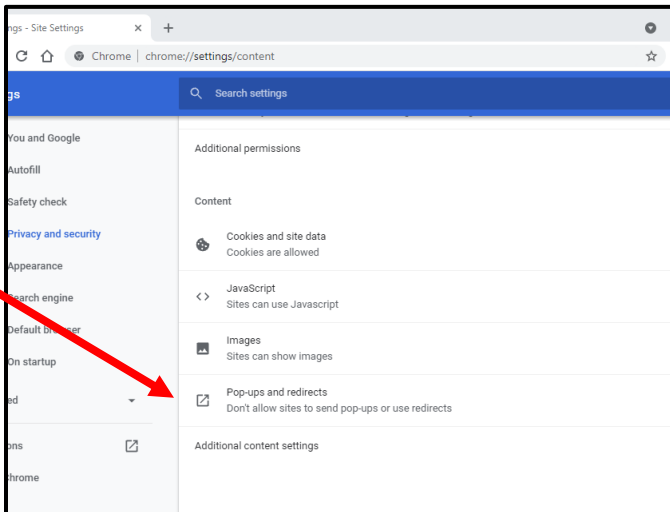 ngs - Site Settings
Chrome | chrome://settings/content
gs
Search settings
You and Google
Autofill
Safety check
Privacy and security
Appearance
Search engine
Default browser
On startup
ed
ons
Chrome
Additional permissions
Content
Cookies and site data
Cookies are allowed
JavaScript
Sites can use Javascript
Images
Sites can show images
Pop-ups and redirects
Don't allow sites to send pop-ups or use redirects
Additional content settings